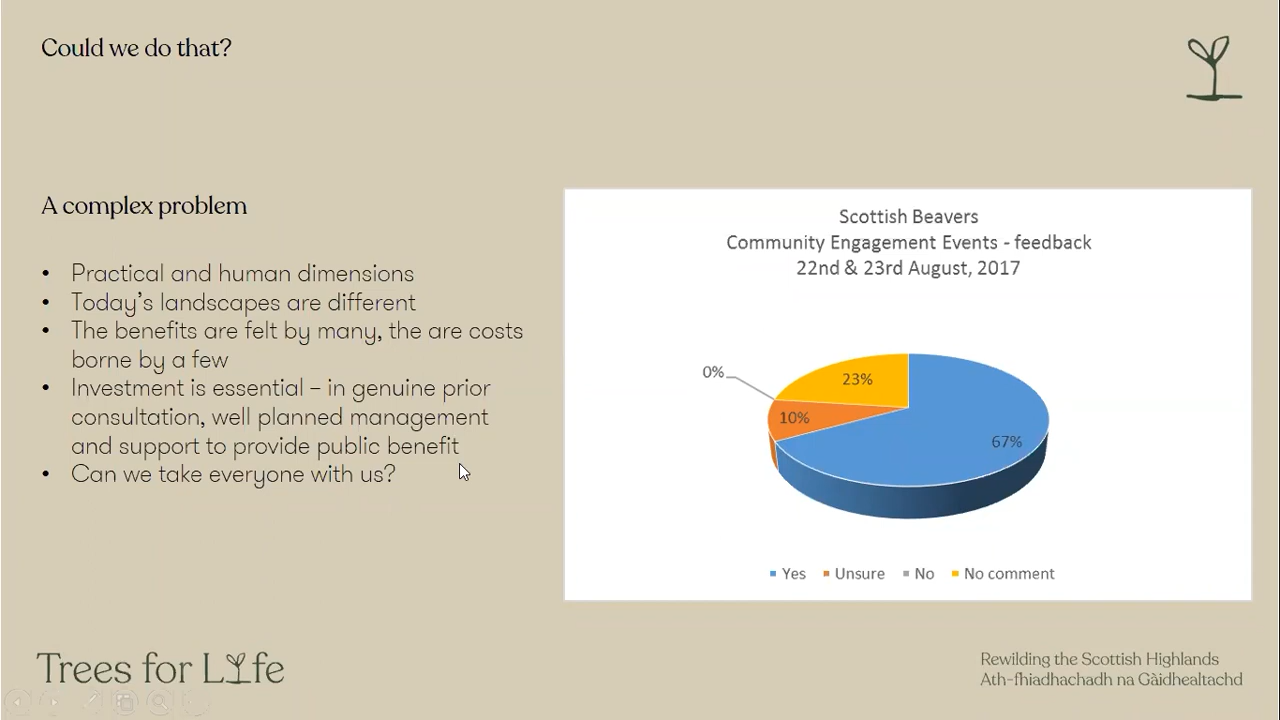 Could we do that?
A complex problem
• Practical and human dimensions
• Today's landscapes are different
• The benefits are felt by many, the are costs
borne by a few
• Investment is essential – in genuine prior
consultation, well planned management
and support to provide public benefit
• Can we take everyone with us?
Scottish Beavers
Community Engagement Events - feedback
22nd & 23rd August, 2017
0%
23%
10%
67%
Yes Unsure No No comment
Trees for Life
Rewilding the Scottish Highlands
Ath-fhiadhachadh na Gàidhealtachd